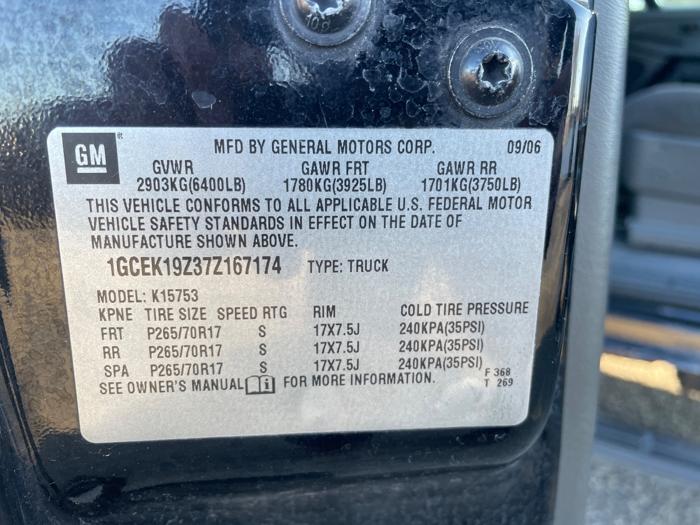 108
GM
MFD BY GENERAL MOTORS CORP. 09/06
GVWR GAWR FRT GAWR RR
2903KG(6400LB) 1780KG(3925LB) 1701KG(3750LB)
THIS VEHICLE CONFORMS TO ALL APPLICABLE U.S. FEDERAL MOTOR
VEHICLE SAFETY STANDARDS IN EFFECT ON THE DATE OF
MANUFACTURE SHOWN ABOVE.
1GCEK19Z37Z167174 TYPE: TRUCK
MODEL: K15753
KPNE TIRE SIZE SPEED RTG RIM COLD TIRE PRESSURE
FRT P265/70R17 S 17X7.5J 240KPA(35PSI)
RR P265/70R17 S 17X7.5J 240KPA(35PSI)
SPA P265/70R17 S 17X7.5J 240KPA(35PSI)
SEE OWNER'S MANUAL FOR MORE INFORMATION. F 368
T 269